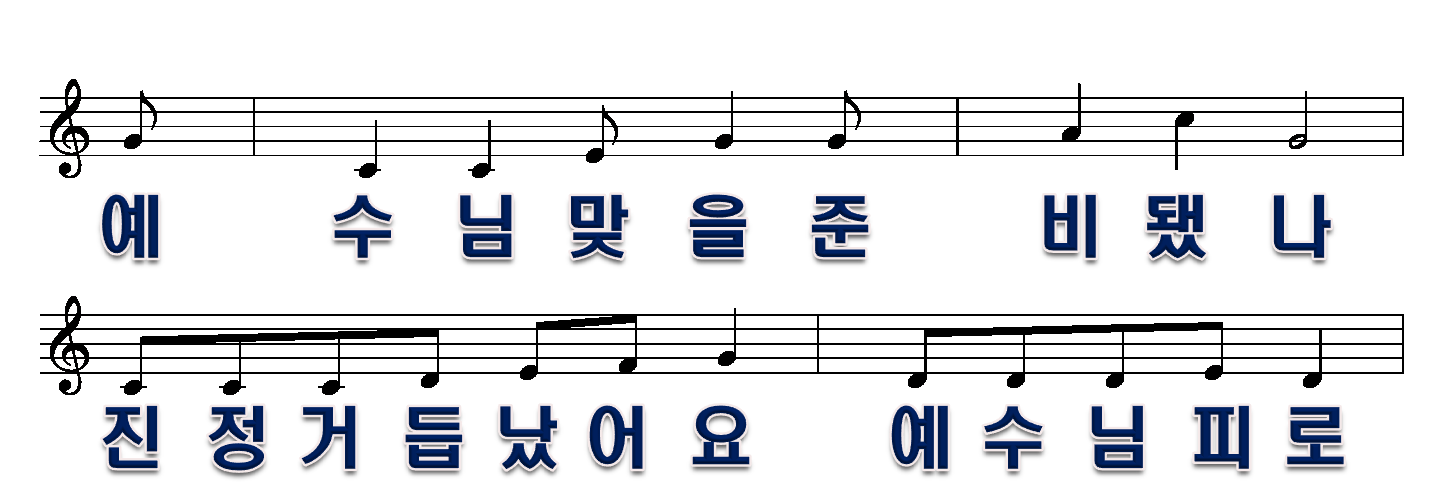 예 수 님 맞 을 준 비 됐 나
진 정 거 듭 났 어 요 예 수 님 피 로